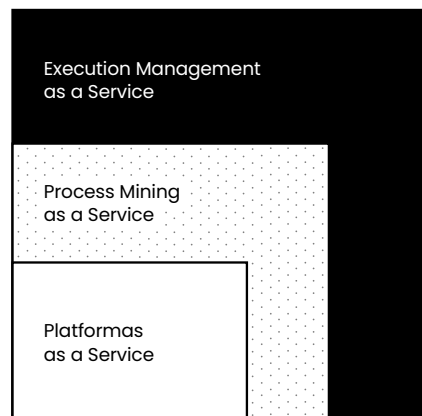 Execution Management
as a Service
Process Mining
as a Service
Platformas
as a Service